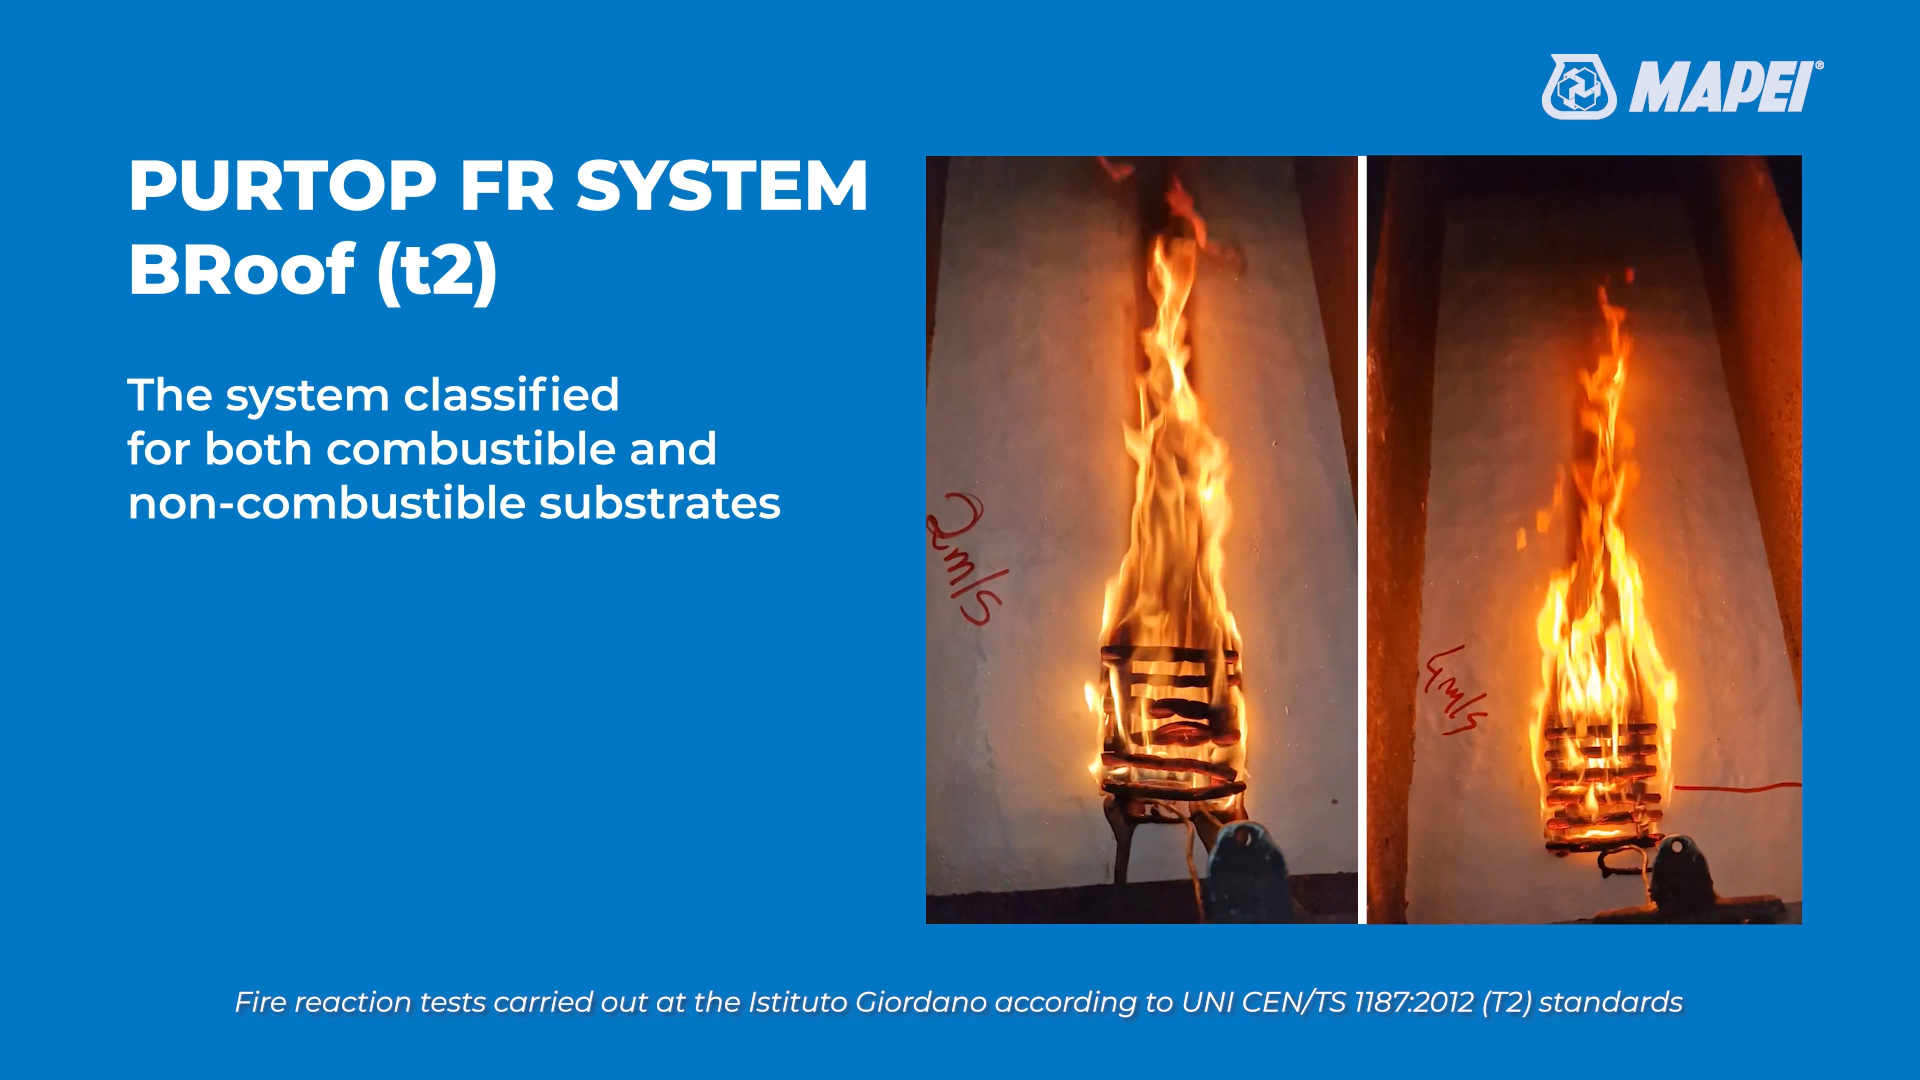 MAPEI®
PURTOP FR SYSTEM
BRoof (t2)
The system classified
for both combustible and
non-combustible substrates
2m/s
4m/s
Fire reaction tests carried out at the Istituto Giordano according to UNI CEN/TS 1187:2012 (T2) standards